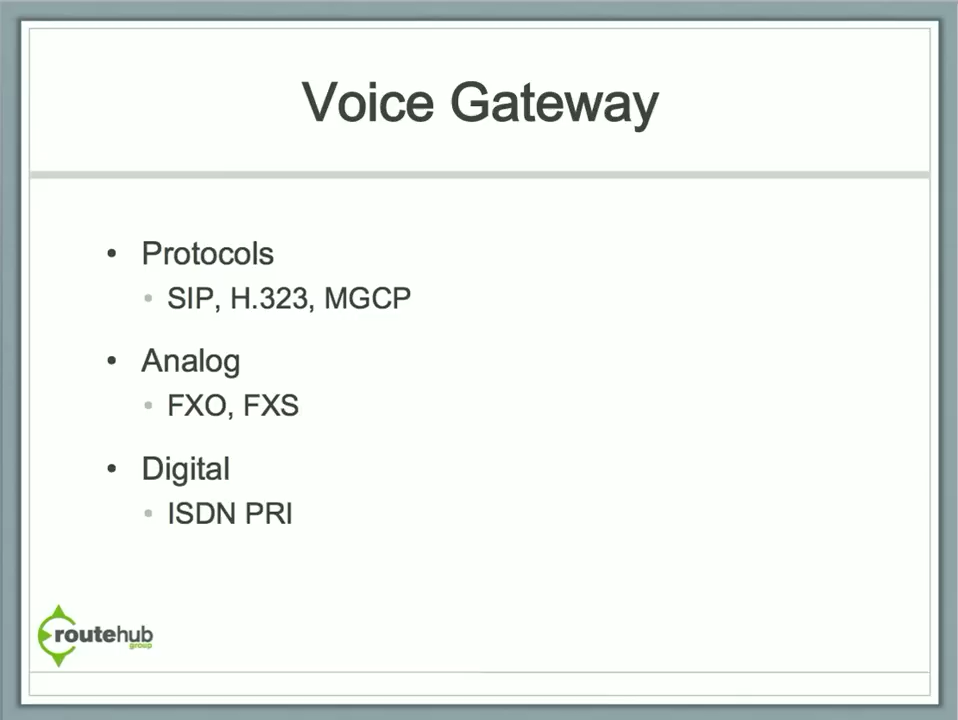 Voice Gateway
• Protocols
• SIP, H.323, MGCP
• Analog
• FXO, FXS
• Digital
• ISDN PRI
routehub
group